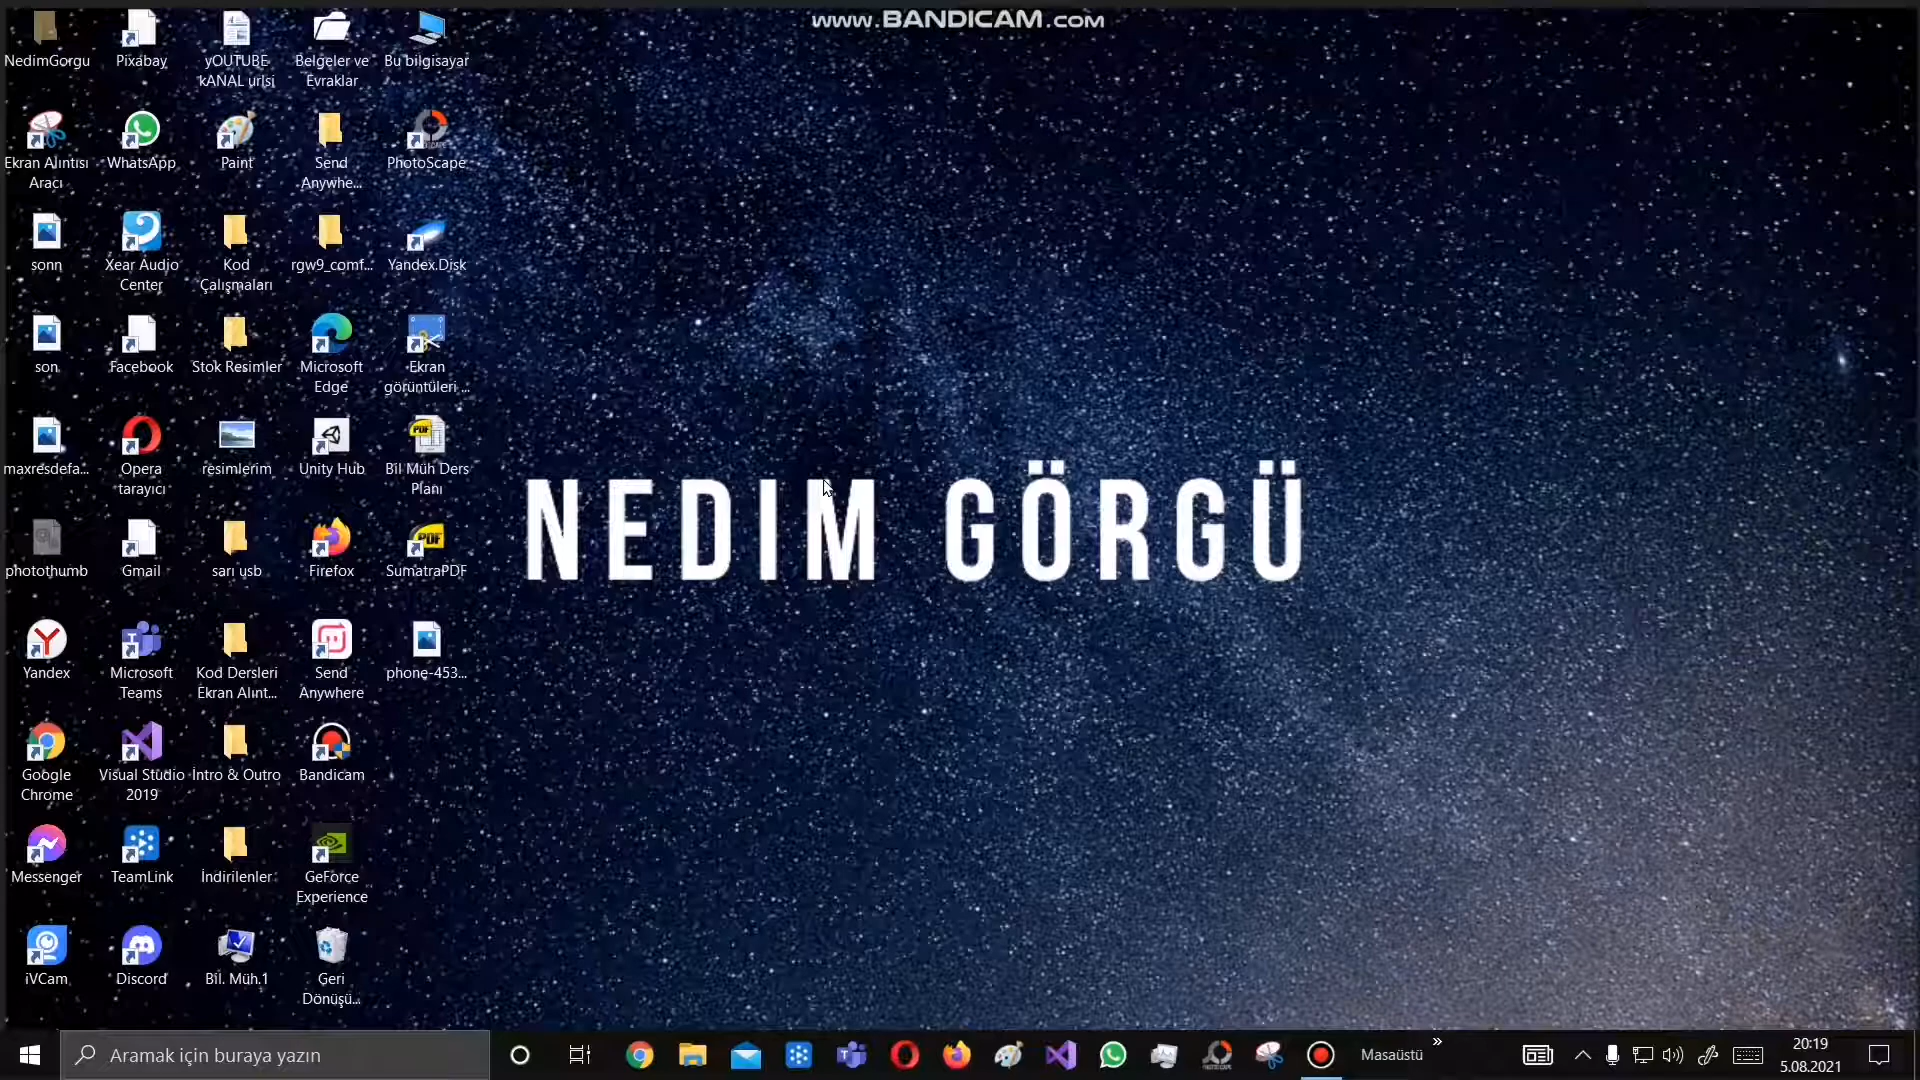 www.BANDICAM.com
NedimGorgu
Pixabay
yOUTUBE
kANAL urlsi
Belgeler ve
Evraklar
Bu bilgisayar
Ekran Alıntısı
Aracı
WhatsApp
Paint
Send
Anywhe...
PhotoScape
sonn
Xear Audio
Center
Kod
Çalışmaları
rgw9_comf...
Yandex.Disk
son
Facebook
Stok Resimler
Microsoft
Edge
Ekran
görüntüleri ...
maxresdefa...
Opera
tarayıcı
resimlerim
Unity Hub
Bil Müh Ders
Planı
NEDIM GÖRGÜ
photothumb
Gmail
sarı usb
Firefox
SumatraPDF
Yandex
Microsoft
Teams
Kod Dersleri
Ekran Alınt...
Send
Anywhere
phone-453...
Google
Chrome
Visual Studio
2019
İntro & Outro
Bandicam
Messenger
TeamLink
İndirilenler
GeForce
Experience
iVCam
Discord
Bil. Müh.1
Geri
Dönüşü...
Aramak için buraya yazın
Masaüstü
20:19
5.08.2021